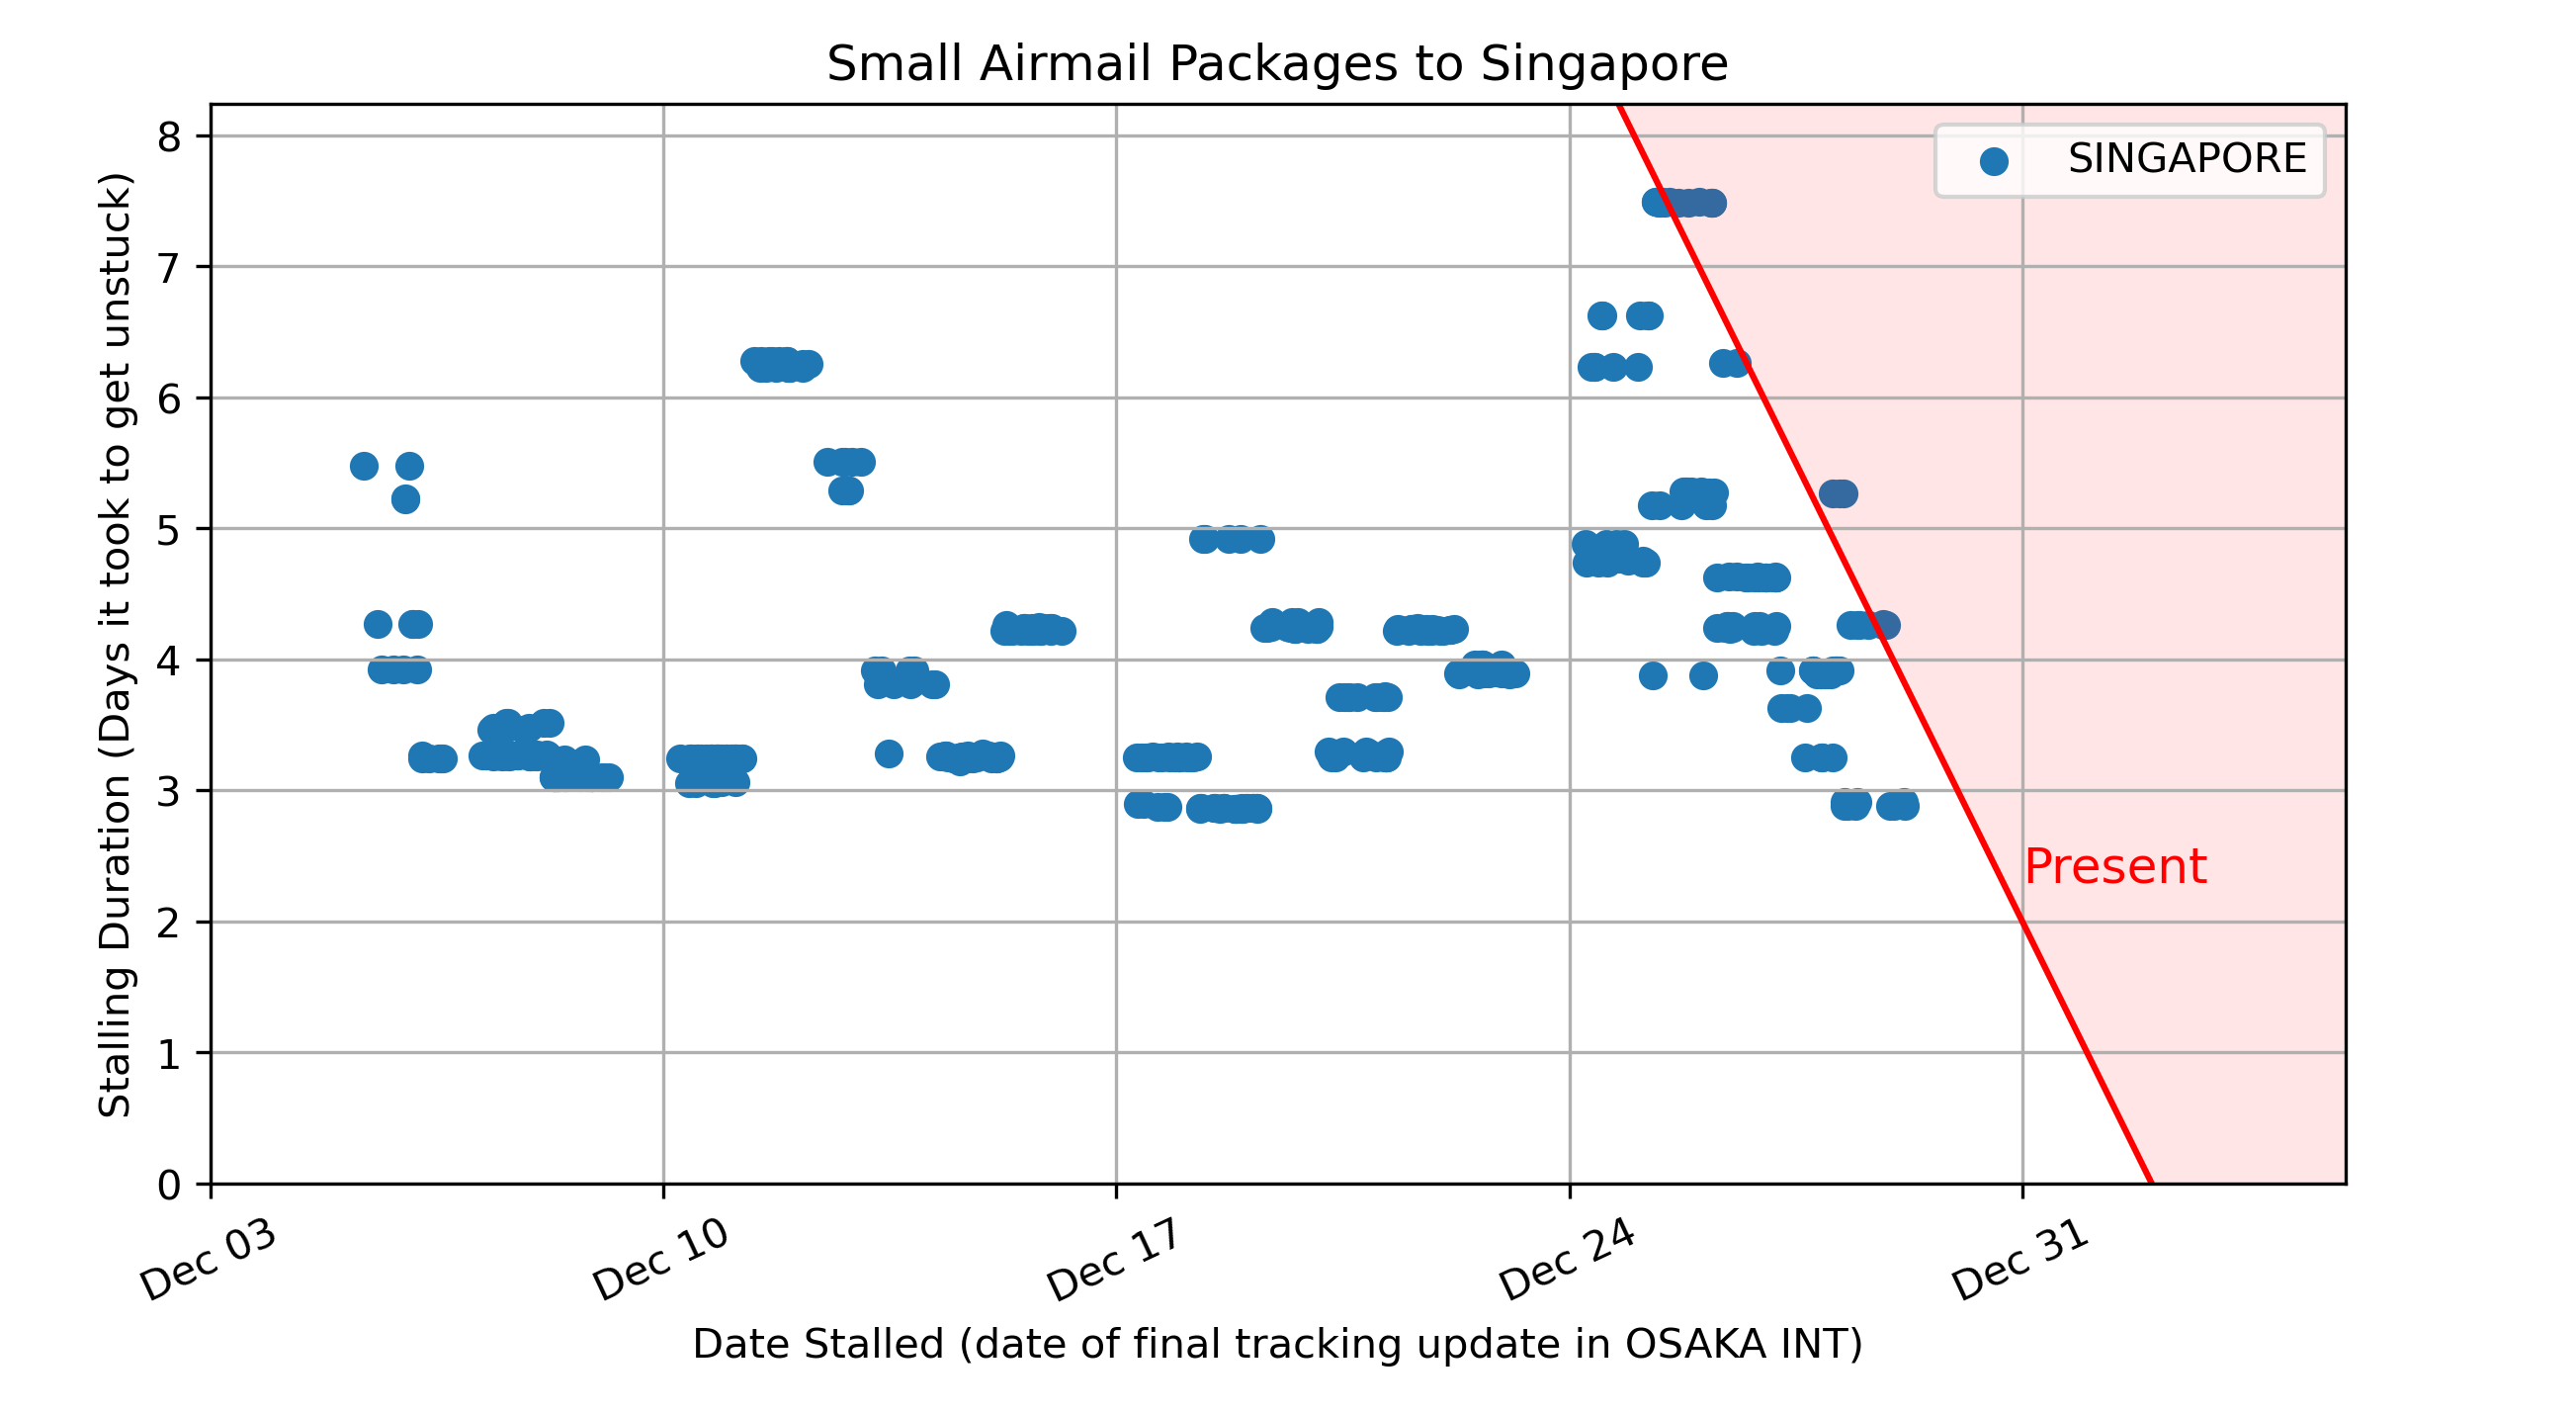 Small Airmail Packages to Singapore
Stalling Duration (Days it took to get unstuck)
8
7
6
5
4
3
2
1
0
SINGAPORE
Present
Dec 03
Dec 10
Dec 17
Dec 24
Dec 31
Date Stalled (date of final tracking update in OSAKA INT)